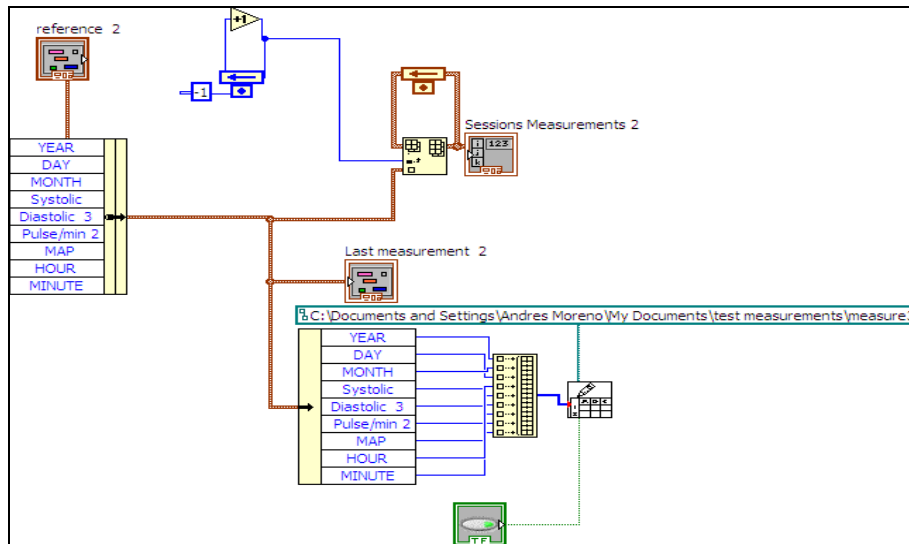 reference 2
+1
-1
Sessions Measurements 2
123
i
j
k
YEAR
DAY
MONTH
Systolic
Diastolic 3
Pulse/min 2
MAP
HOUR
MINUTE
Last measurement 2
C:\Documents and Settings\Andres Moreno\My Documents\test measurements\measure
YEAR
DAY
MONTH
Systolic
Diastolic 3
Pulse/min 2
MAP
HOUR
MINUTE
TF